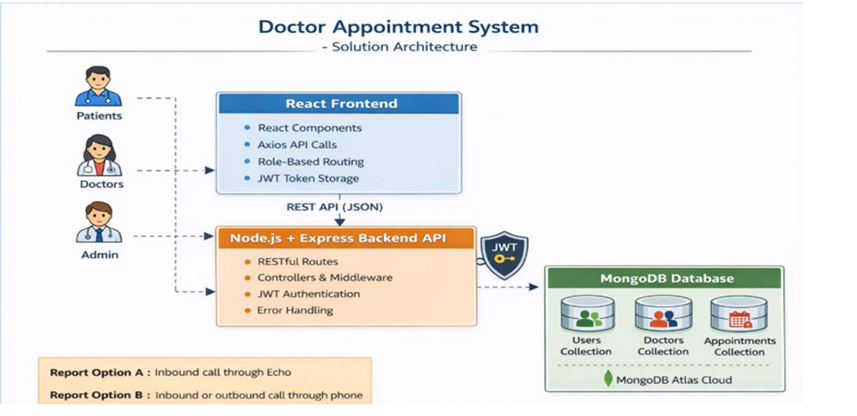 Doctor Appointment System
- Solution Architecture
Patients
Doctors
Admin
React Frontend
• React Components
• Axios API Calls
• Role-Based Routing
• JWT Token Storage
REST API (JSON)
Node.js + Express Backend API
• RESTful Routes
• Controllers & Middleware
• JWT Authentication
• Error Handling
JWT
MongoDB Database
Users
Collection
Doctors
Collection
Appointments
Collection
MongoDB Atlas Cloud
Report Option A : Inbound call through Echo
Report Option B : Inbound or outbound call through phone